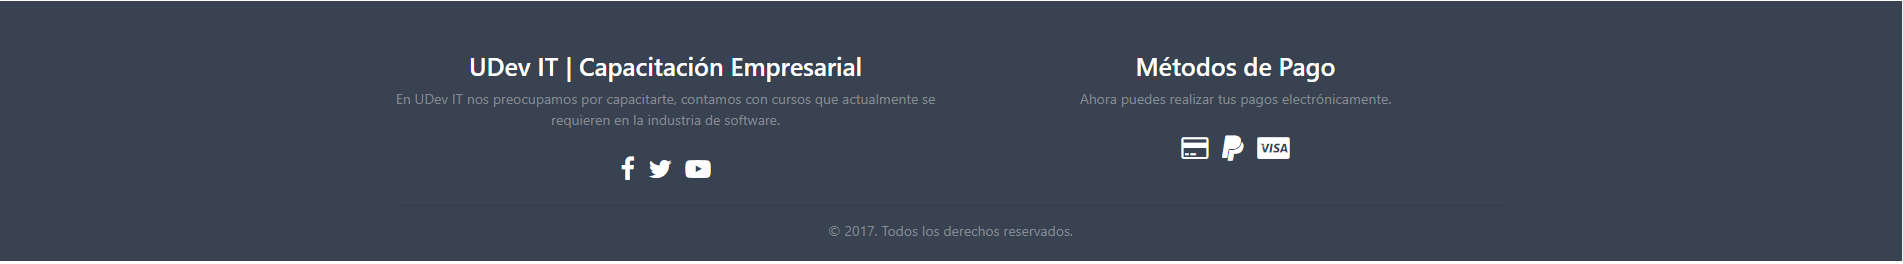 UDev IT | Capacitación Empresarial
En UDev IT nos preocupamos por capacitarte, contamos con cursos que actualmente se
requieren en la industria de software.
Métodos de Pago
Ahora puedes realizar tus pagos electrónicamente.
VISA
© 2017. Todos los derechos reservados.